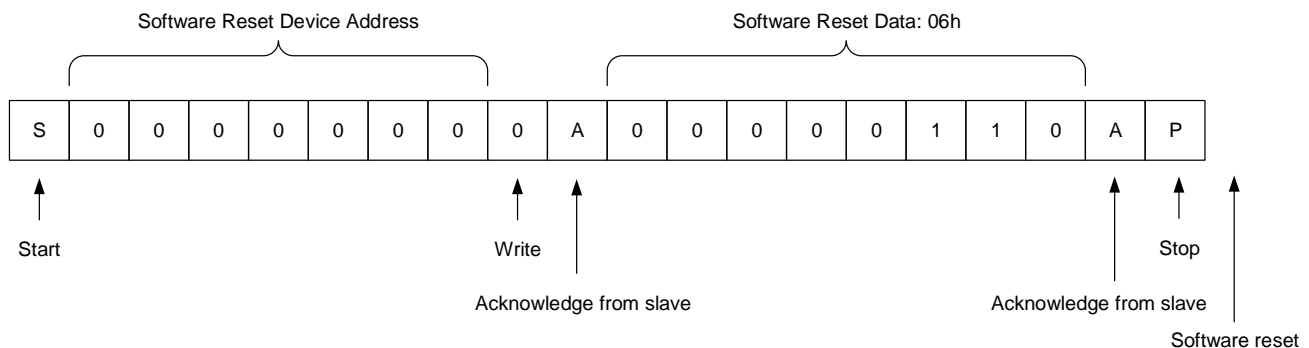 Software Reset Device Address Software Reset Data: 06h
S 0 0 0 0 0 0 0 0 A 0 0 0 0 0 1 1 0 A P
Start Write Stop
Acknowledge from slave Acknowledge from slave
Software reset